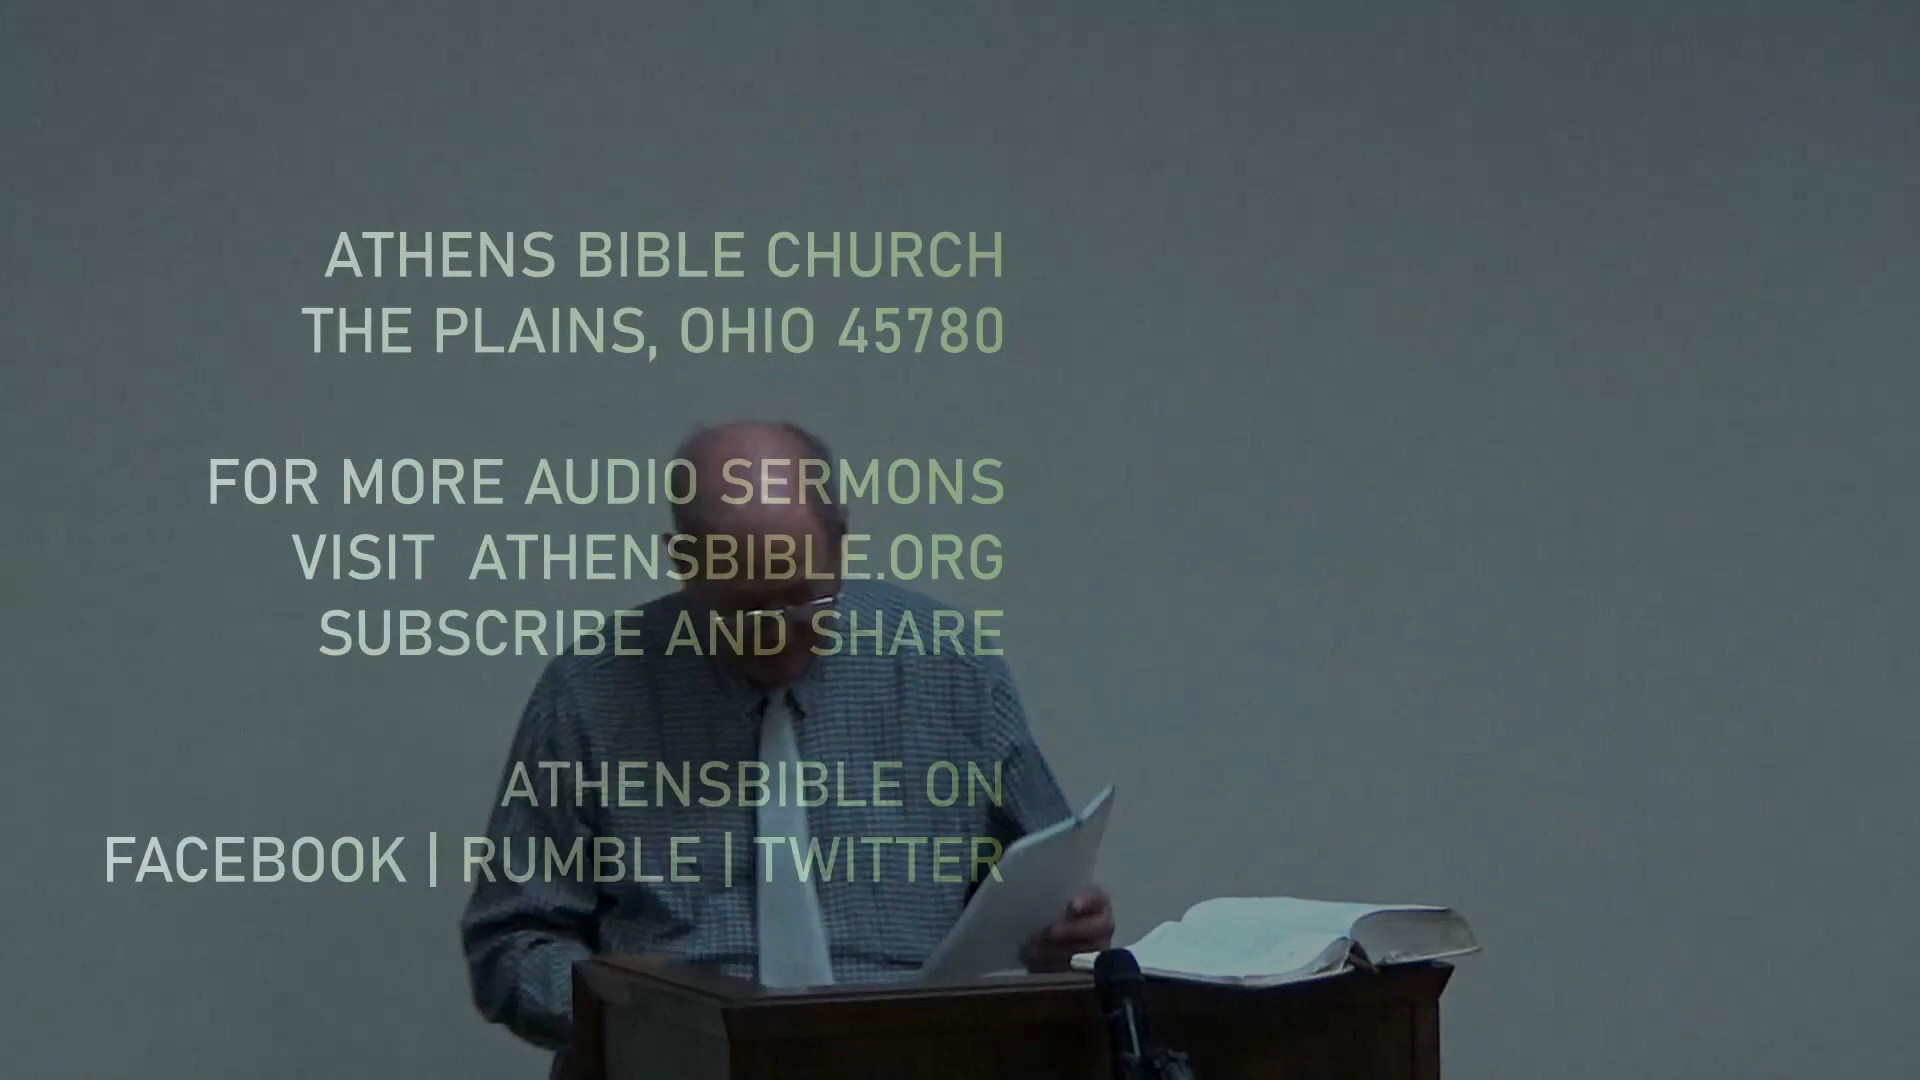 ATHENS BIBLE CHURCH
THE PLAINS, OHIO 45780
FOR MORE AUDIO SERMONS
VISIT ATHENSBIBLE.ORG
SUBSCRIBE AND SHARE
ATHENSBIBLE ON
FACEBOOK | RUMBLE | TWITTER